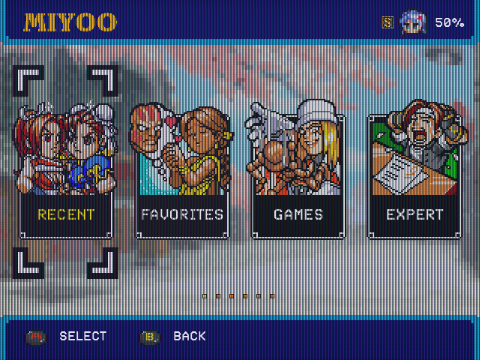 MIYOO
S 50%
RECENT
FAVORITES
GAMES
EXPERT
A SELECT B BACK